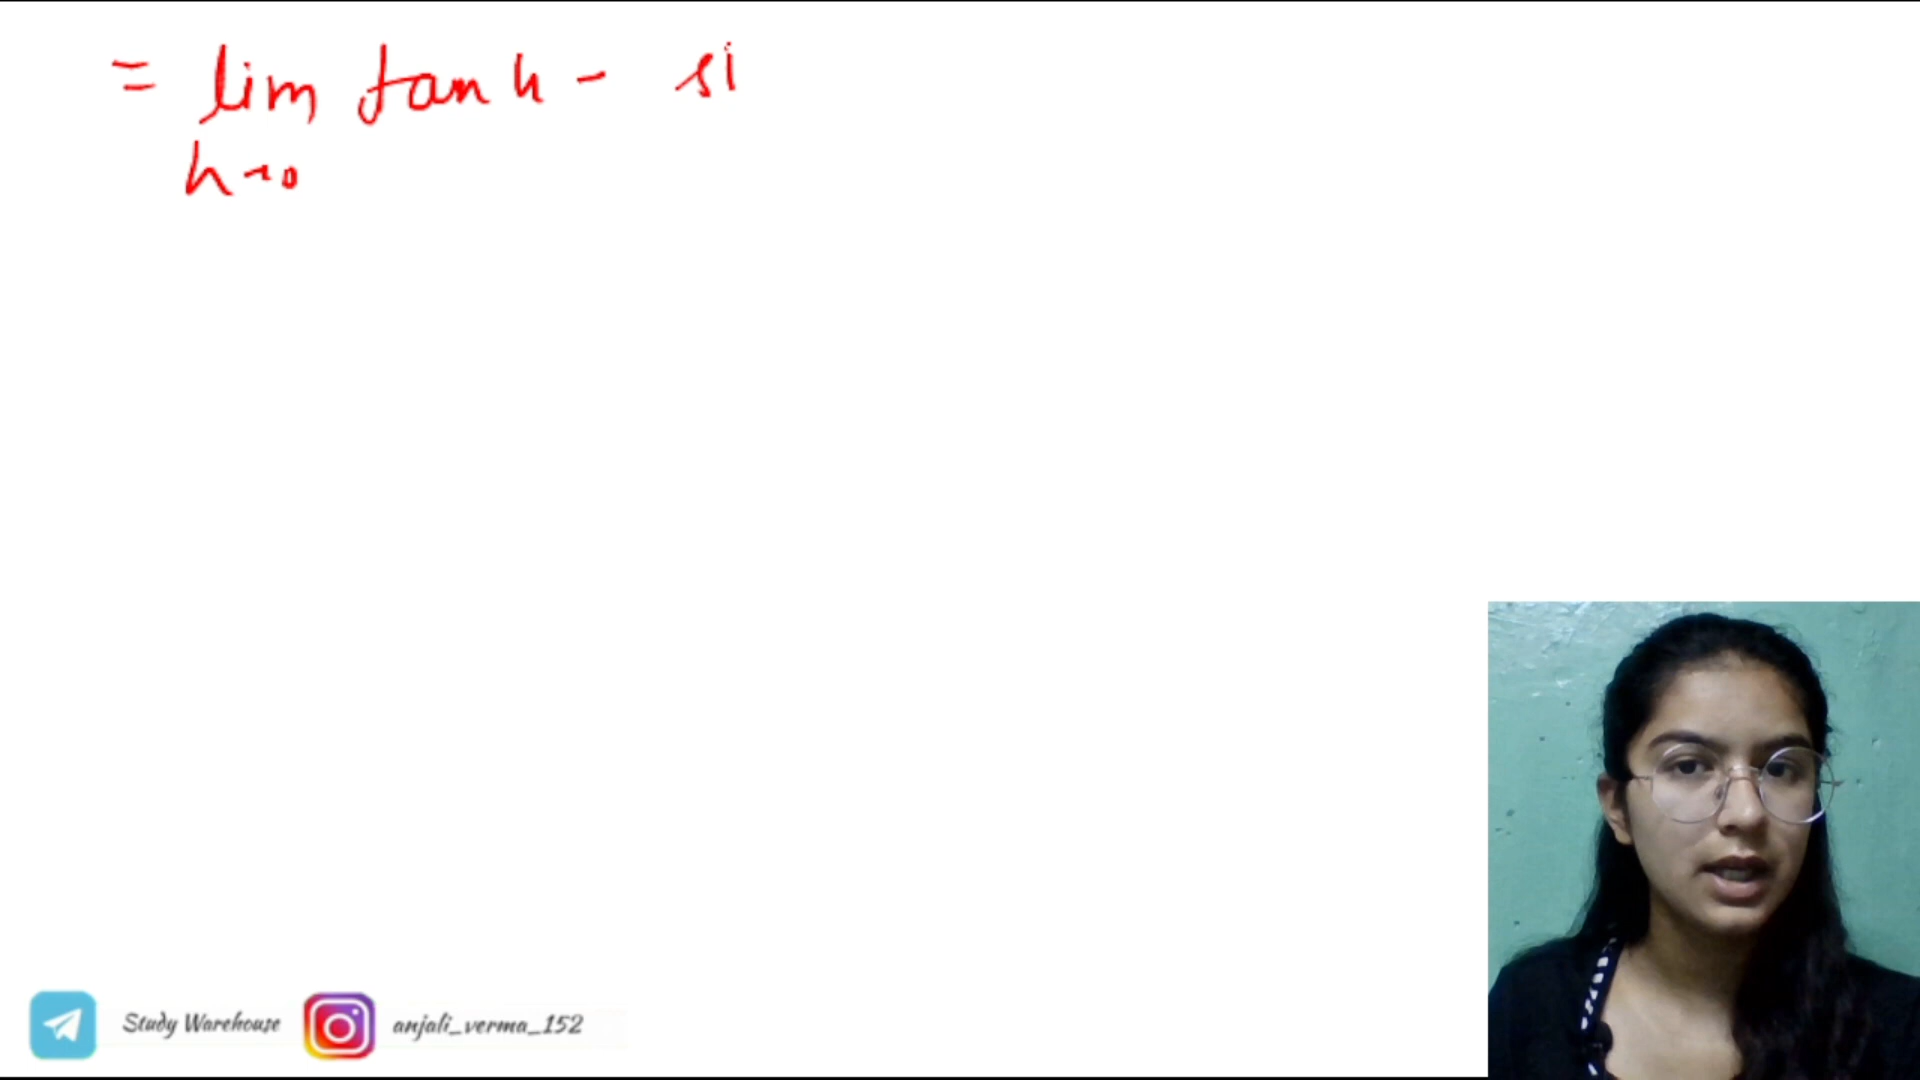 = lim tan h - si
h→0
Study Warehouse anjali_verma_152